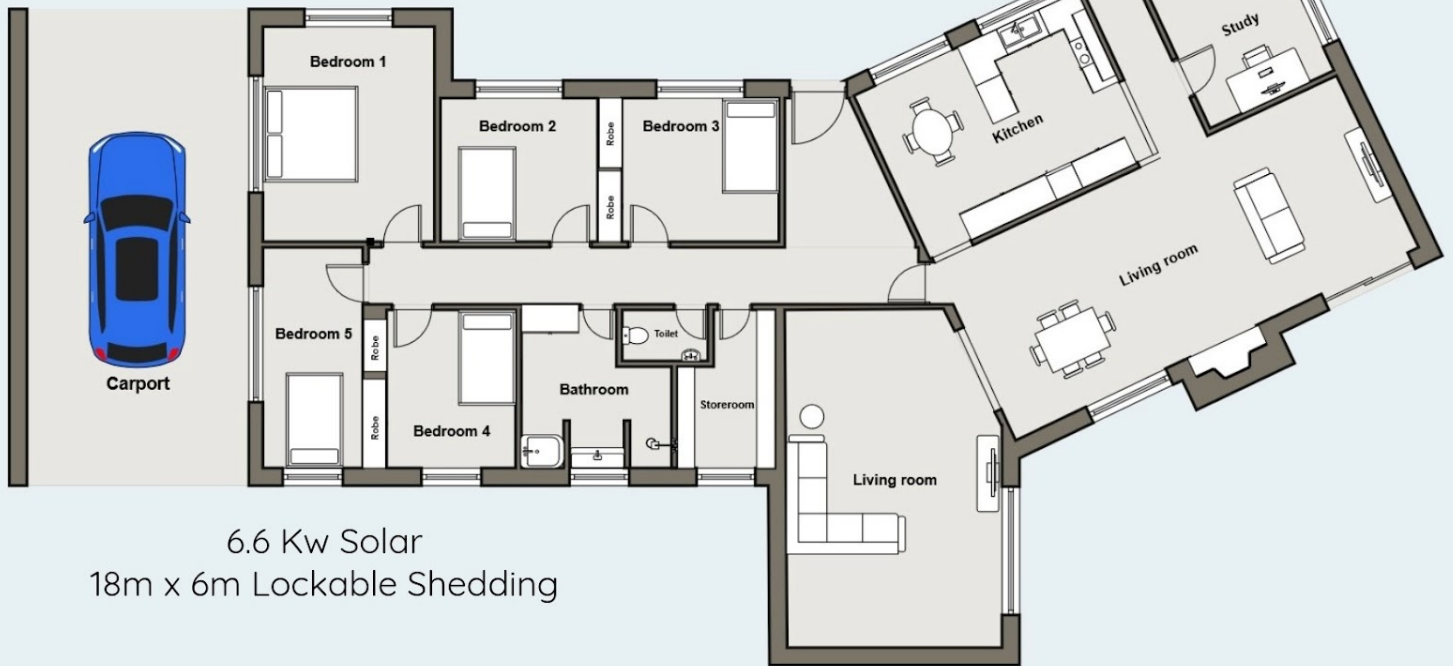 Study
Bedroom 1
Bedroom 2
Robe
Bedroom 3
Kitchen
Robe
Living room
Bedroom 5
Robe
Toilet
Carport
Bathroom
Storeroom
Robe
Bedroom 4
Living room
6.6 Kw Solar
18m x 6m Lockable Shedding